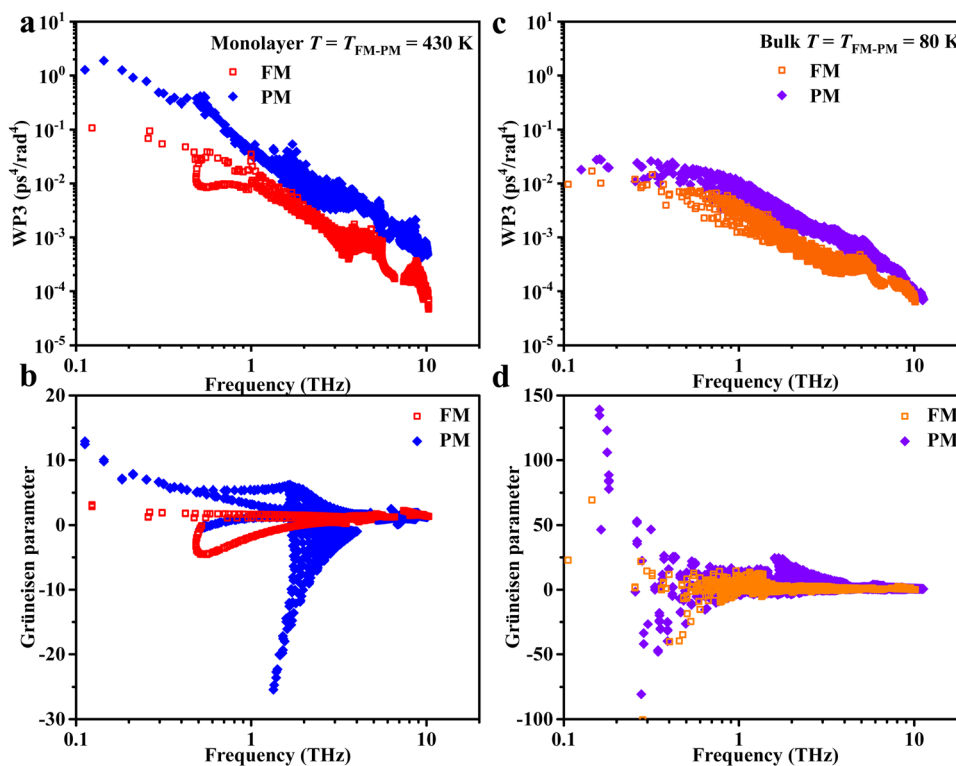 a
Monolayer T = T_FM-PM = 430 K
FM
PM
WP3 (ps⁴/rad⁴)
10¹
10⁰
10⁻¹
10⁻²
10⁻³
10⁻⁴
10⁻⁵
0.1 1 10
Frequency (THz)
c
Bulk T = T_FM-PM = 80 K
FM
PM
WP3 (ps⁴/rad⁴)
10¹
10⁰
10⁻¹
10⁻²
10⁻³
10⁻⁴
10⁻⁵
0.1 1 10
Frequency (THz)
b
FM
PM
Grüneisen parameter
20
10
0
-10
-20
-30
0.1 1 10
Frequency (THz)
d
FM
PM
Grüneisen parameter
150
100
50
0
-50
-100
0.1 1 10
Frequency (THz)